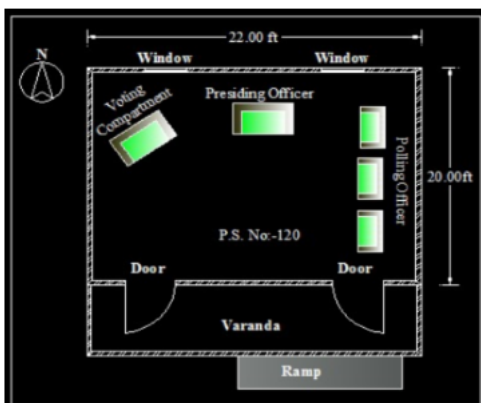 22.00 ft
N
Window
Window
Voting
Compartment
Presiding Officer
Polling Officer
20.00ft
P.S. No:-120
Door
Door
Varanda
Ramp